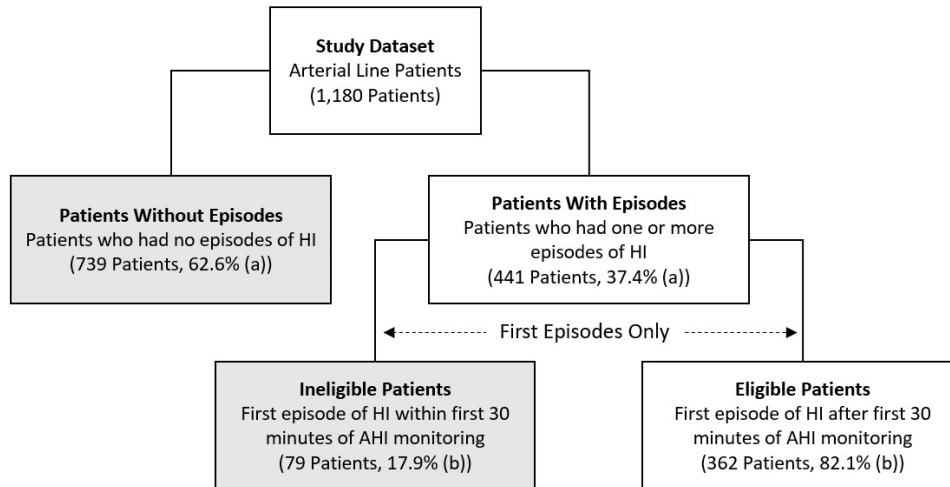 Study Dataset
Arterial Line Patients
(1,180 Patients)
Patients Without Episodes
Patients who had no episodes of HI
(739 Patients, 62.6% (a))
Patients With Episodes
Patients who had one or more
episodes of HI
(441 Patients, 37.4% (a))
First Episodes Only
Ineligible Patients
First episode of HI within first 30
minutes of AHI monitoring
(79 Patients, 17.9% (b))
Eligible Patients
First episode of HI after first 30
minutes of AHI monitoring
(362 Patients, 82.1% (b))